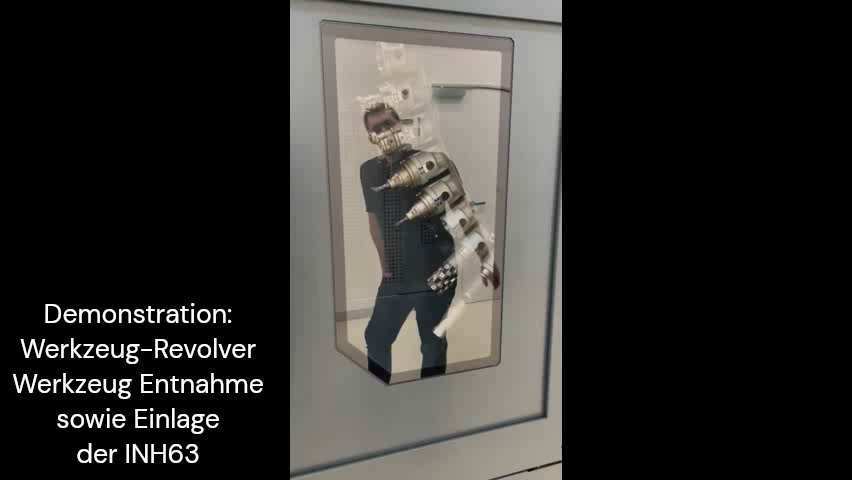 Demonstration:
Werkzeug-Revolver
Werkzeug Entnahme
sowie Einlage
der INH63